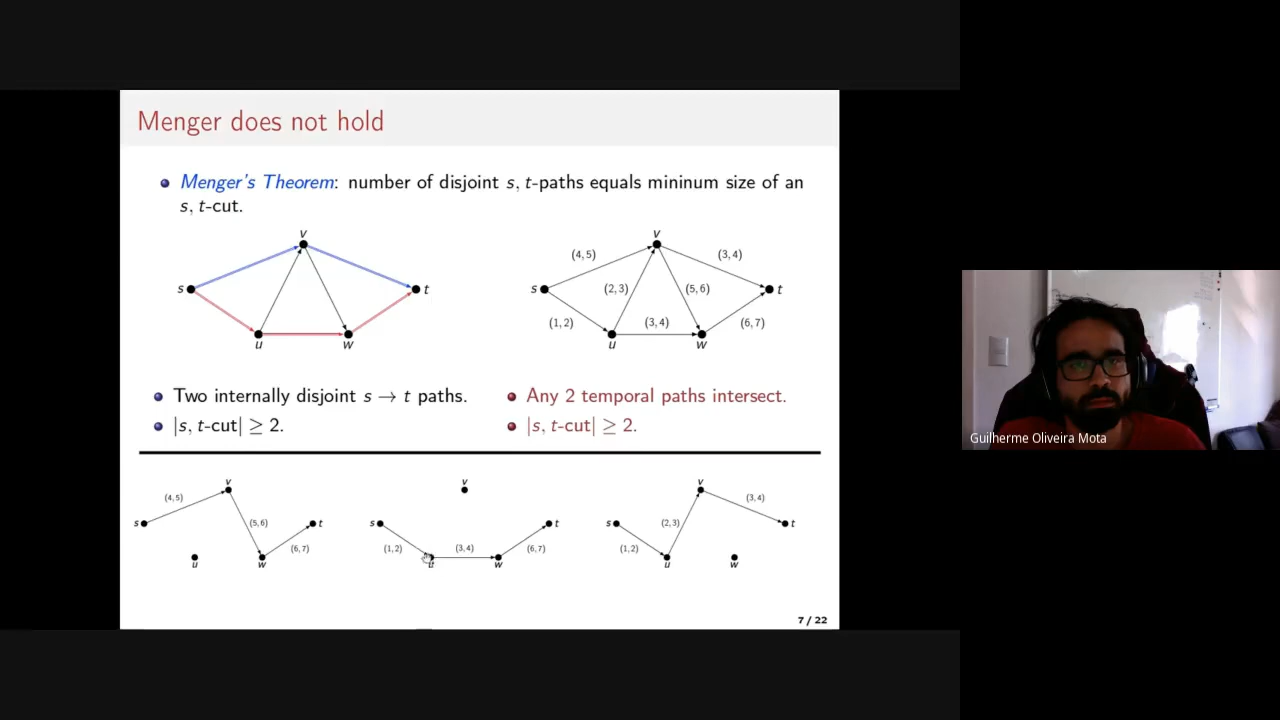 Menger does not hold
Menger's Theorem: number of disjoint s, t-paths equals mininum size of an
s, t-cut.
v
s
t
u
w
v
(4, 5)
(3, 4)
s
(2, 3)
(5, 6)
t
(1, 2)
(3, 4)
(6, 7)
u
w
Two internally disjoint s → t paths.
|s, t-cut| ≥ 2.
Any 2 temporal paths intersect.
|s, t-cut| ≥ 2.
v
(4, 5)
s
(5, 6)
t
(6, 7)
u
w
v
s
t
(1, 2)
(3, 4)
(6, 7)
u
w
v
(3, 4)
s
(2, 3)
t
(1, 2)
u
w
7 / 22
Guilherme Oliveira Mota